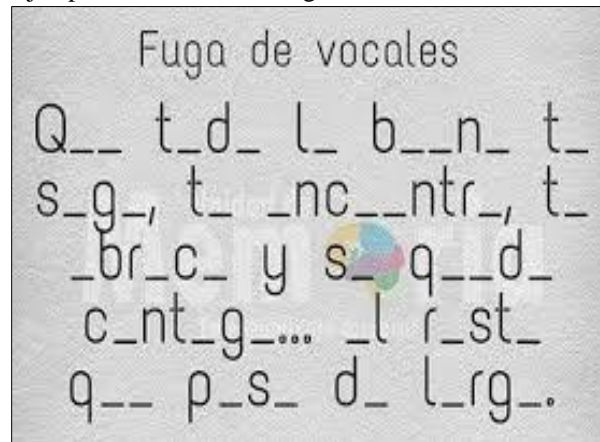 Fuga de vocales
Q__ t_d_ l_ b__n_ t_
s_g_, t_ _nc__ntr_, t_
_br_c_ y s_ q__d_
c_nt_g_... _l r_st_
q__ p_s_ d_ l_rg_.